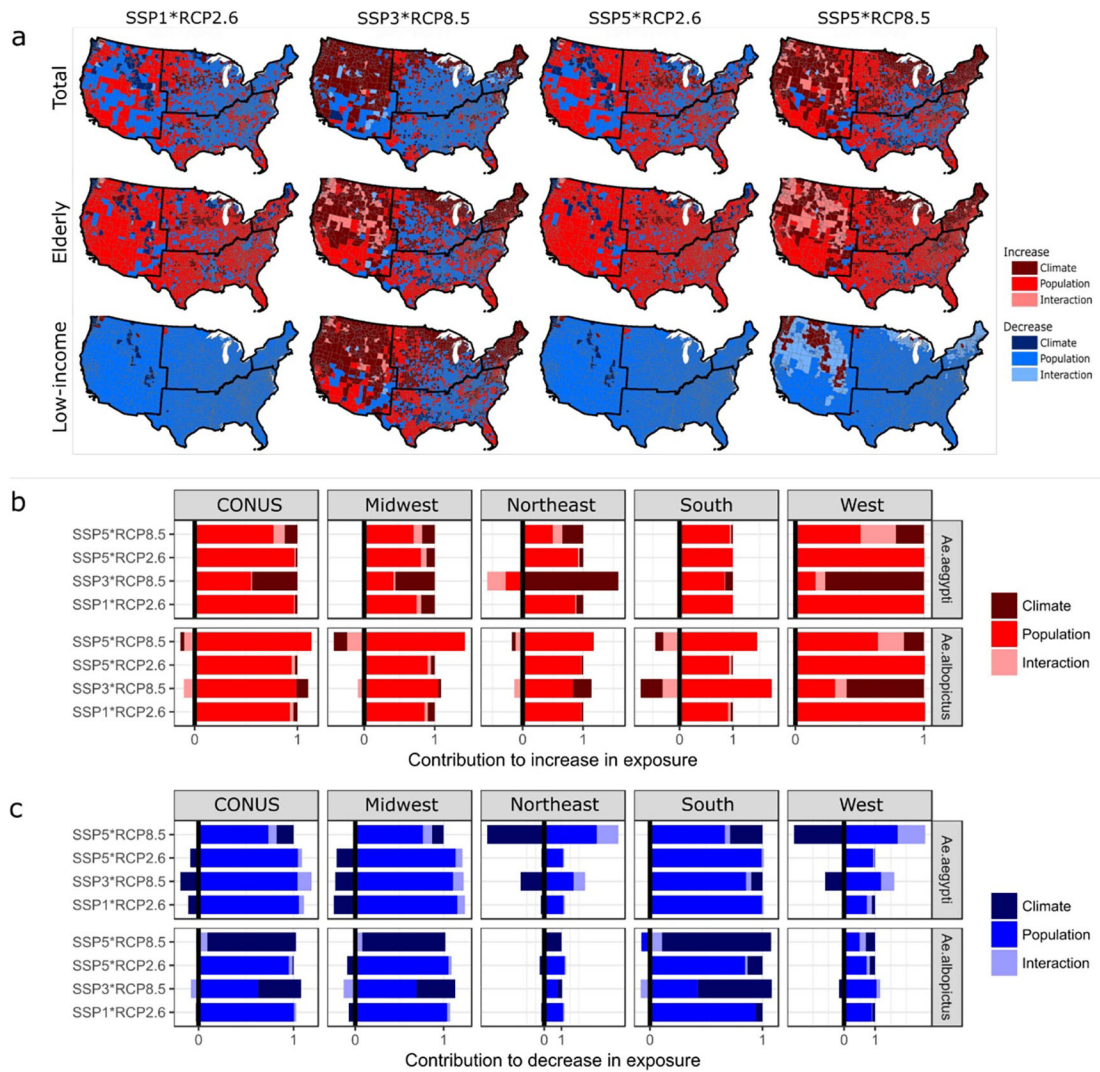 SSP1*RCP2.6 SSP3*RCP8.5 SSP5*RCP2.6 SSP5*RCP8.5
a
Total
Elderly
Low-income
Increase
Climate
Population
Interaction
Decrease
Climate
Population
Interaction
b
CONUS Midwest Northeast South West
SSP5*RCP8.5
SSP5*RCP2.6
SSP3*RCP8.5
SSP1*RCP2.6
Ae.aegypti
SSP5*RCP8.5
SSP5*RCP2.6
SSP3*RCP8.5
SSP1*RCP2.6
Ae.albopictus
0 1 0 1 0 1 0 1 0 1
Contribution to increase in exposure
Climate
Population
Interaction
c
CONUS Midwest Northeast South West
SSP5*RCP8.5
SSP5*RCP2.6
SSP3*RCP8.5
SSP1*RCP2.6
Ae.aegypti
SSP5*RCP8.5
SSP5*RCP2.6
SSP3*RCP8.5
SSP1*RCP2.6
Ae.albopictus
0 1 0 1 0 1 0 1 0 1
Contribution to decrease in exposure
Climate
Population
Interaction